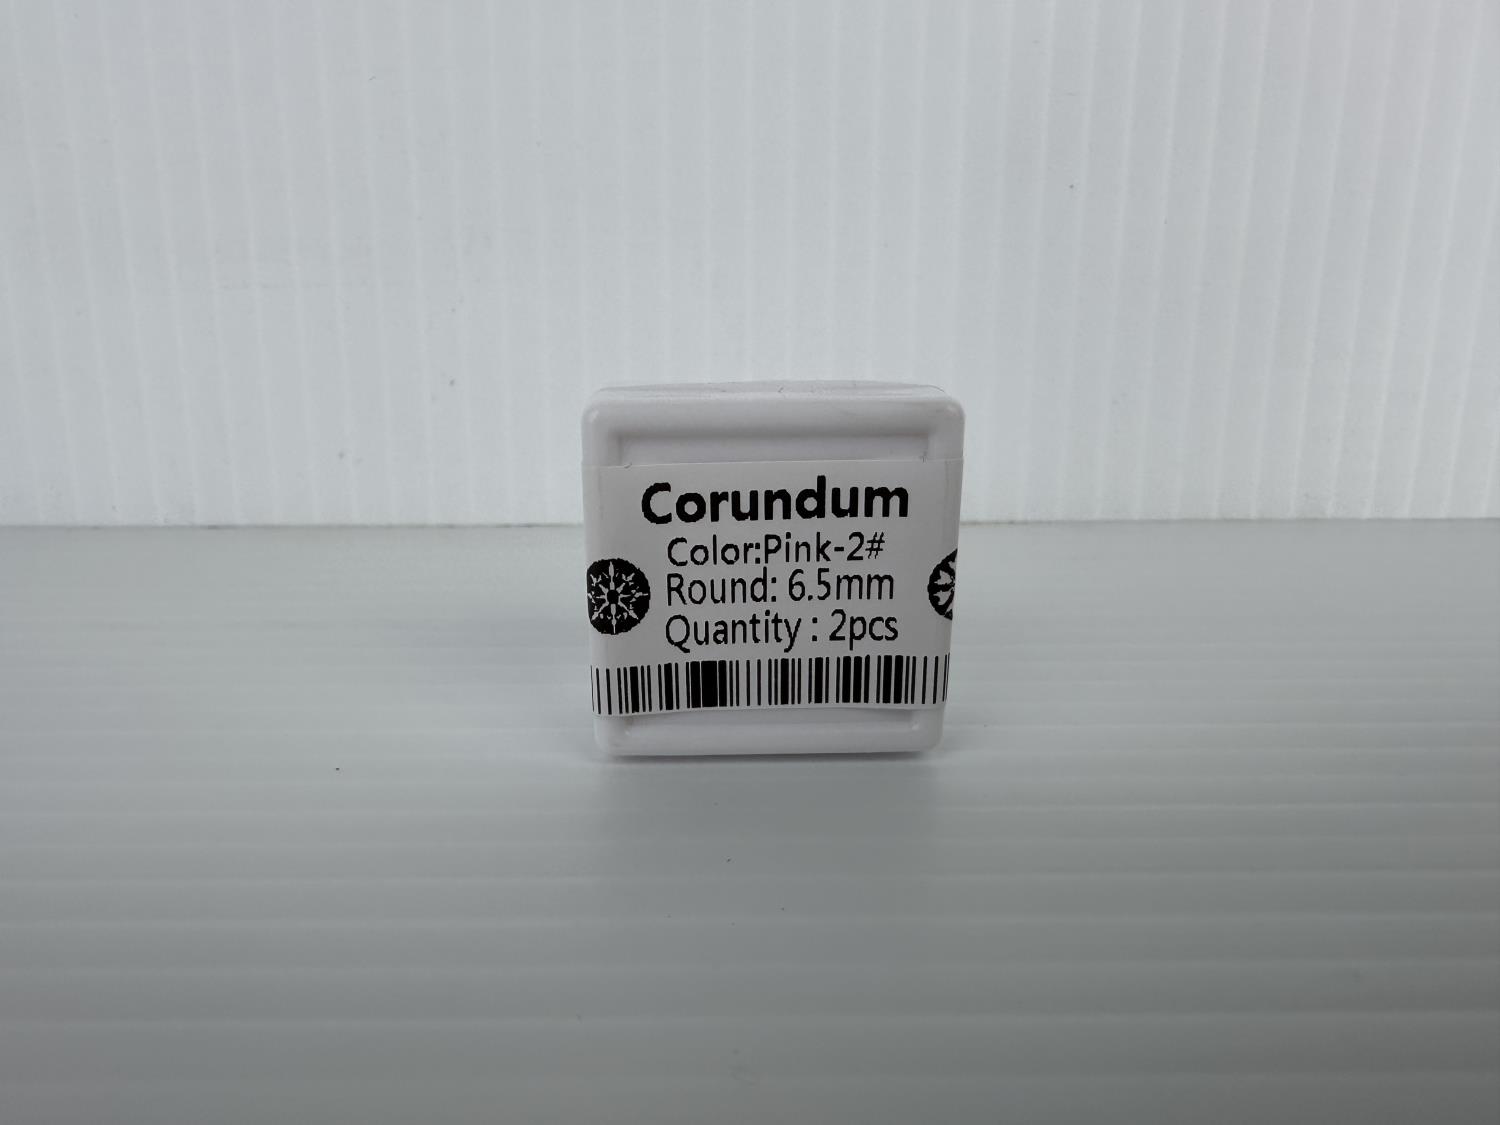 Corundum
Color:Pink-2#
Round: 6.5mm
Quantity : 2pcs